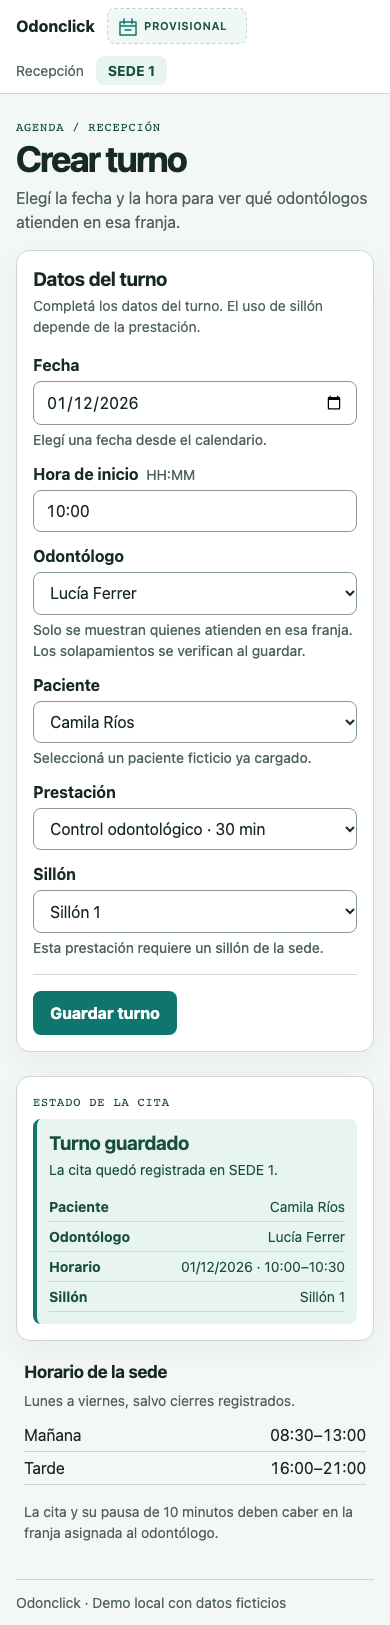 Odonclick
PROVISIONAL
Recepción
SEDE 1
AGENDA / RECEPCIÓN
Crear turno
Elegí la fecha y la hora para ver qué odontólogos
atienden en esa franja.
Datos del turno
Completá los datos del turno. El uso de sillón
depende de la prestación.
Fecha
01/12/2026
Elegí una fecha desde el calendario.
Hora de inicio HH:MM
10:00
Odontólogo
Lucía Ferrer
Solo se muestran quienes atienden en esa franja.
Los solapamientos se verifican al guardar.
Paciente
Camila Ríos
Seleccioná un paciente ficticio ya cargado.
Prestación
Control odontológico · 30 min
Sillón
Sillón 1
Esta prestación requiere un sillón de la sede.
Guardar turno
ESTADO DE LA CITA
Turno guardado
La cita quedó registrada en SEDE 1.
Paciente Camila Ríos
Odontólogo Lucía Ferrer
Horario 01/12/2026 · 10:00–10:30
Sillón Sillón 1
Horario de la sede
Lunes a viernes, salvo cierres registrados.
Mañana 08:30–13:00
Tarde 16:00–21:00
La cita y su pausa de 10 minutos deben caber en la
franja asignada al odontólogo.
Odonclick · Demo local con datos ficticios